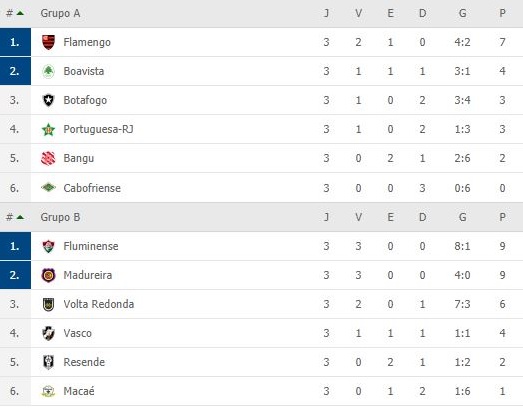 # Grupo A J V E D G P
1. Flamengo 3 2 1 0 4:2 7
2. Boavista 3 1 1 1 3:1 4
3. Botafogo 3 1 0 2 3:4 3
4. Portuguesa-RJ 3 1 0 2 1:3 3
5. Bangu 3 0 2 1 2:6 2
6. Cabofriense 3 0 0 3 0:6 0
# Grupo B J V E D G P
1. Fluminense 3 3 0 0 8:1 9
2. Madureira 3 3 0 0 4:0 9
3. Volta Redonda 3 2 0 1 7:3 6
4. Vasco 3 1 1 1 1:1 4
5. Resende 3 0 2 1 1:2 2
6. Macaé 3 0 1 2 1:6 1